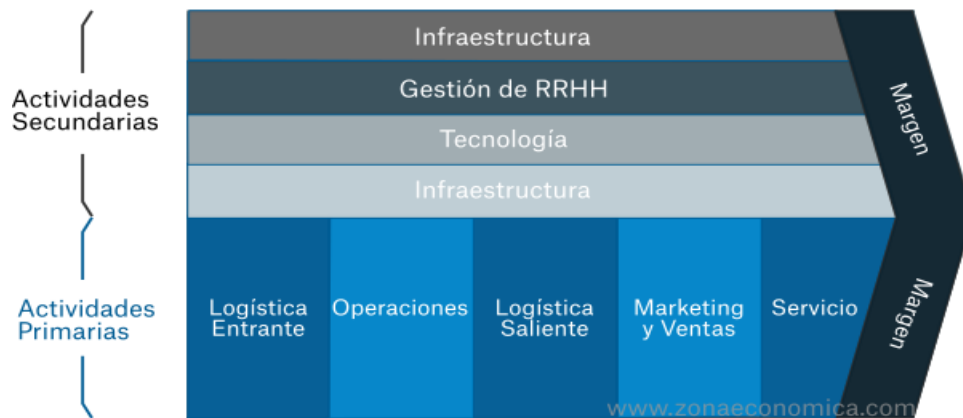 Infraestructura
Gestión de RRHH
Tecnología
Infraestructura
Actividades
Secundarias
Margen
Actividades
Primarias
Logística
Entrante
Operaciones
Logística
Saliente
Marketing
y Ventas
Servicio
Margen
www.zonaeconomica.com